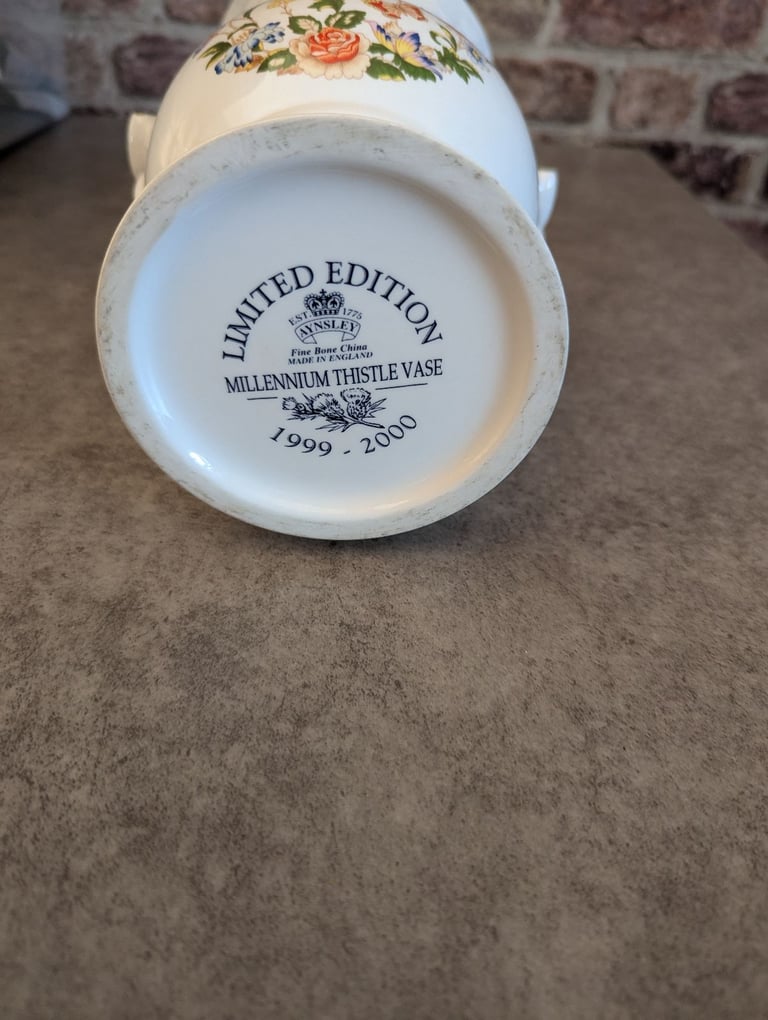 LIMITED EDITION
EST. 1775
AYNSLEY
Fine Bone China
MADE IN ENGLAND
MILLENNIUM THISTLE VASE
1999 - 2000